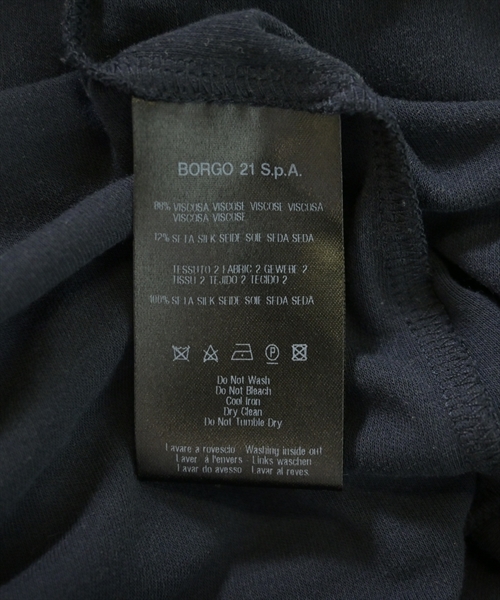 BORGO 21 S.p.A.
88% VISCOSA VISCOSE VISCOSE VISCOSA
VISCOSA VISCOSE
12% SETA SILK SEIDE SOIE SEDA SEDA
TESSUTO 2 FABRIC 2 GEWEBE 2
TISSU 2 TEJIDO 2 TECIDO 2
100% SETA SILK SEIDE SOIE SEDA SEDA
P
Do Not Wash
Do Not Bleach
Cool Iron
Dry Clean
Do Not Tumble Dry
Lavare a rovescio - Washing inside out
Laver à l'envers - Links waschen
Lavar do avesso - Lavar al reves